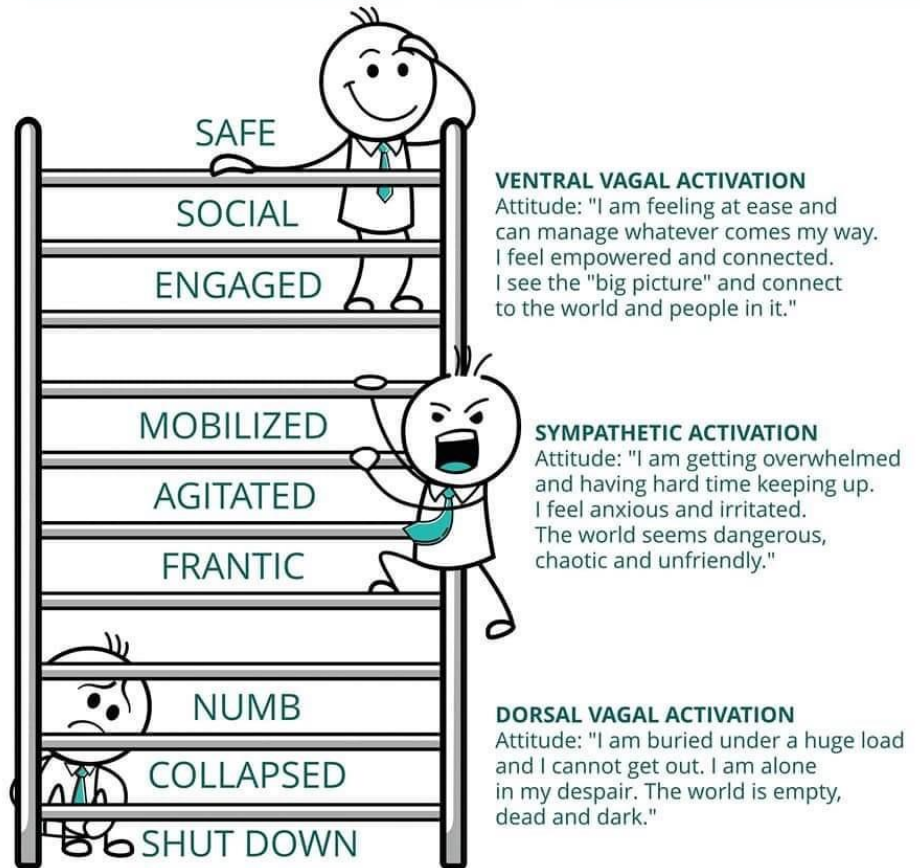 SAFE
SOCIAL
ENGAGED
VENTRAL VAGAL ACTIVATION
Attitude: "I am feeling at ease and
can manage whatever comes my way.
I feel empowered and connected.
I see the "big picture" and connect
to the world and people in it."
MOBILIZED
AGITATED
FRANTIC
SYMPATHETIC ACTIVATION
Attitude: "I am getting overwhelmed
and having hard time keeping up.
I feel anxious and irritated.
The world seems dangerous,
chaotic and unfriendly."
NUMB
COLLAPSED
SHUT DOWN
DORSAL VAGAL ACTIVATION
Attitude: "I am buried under a huge load
and I cannot get out. I am alone
in my despair. The world is empty,
dead and dark."